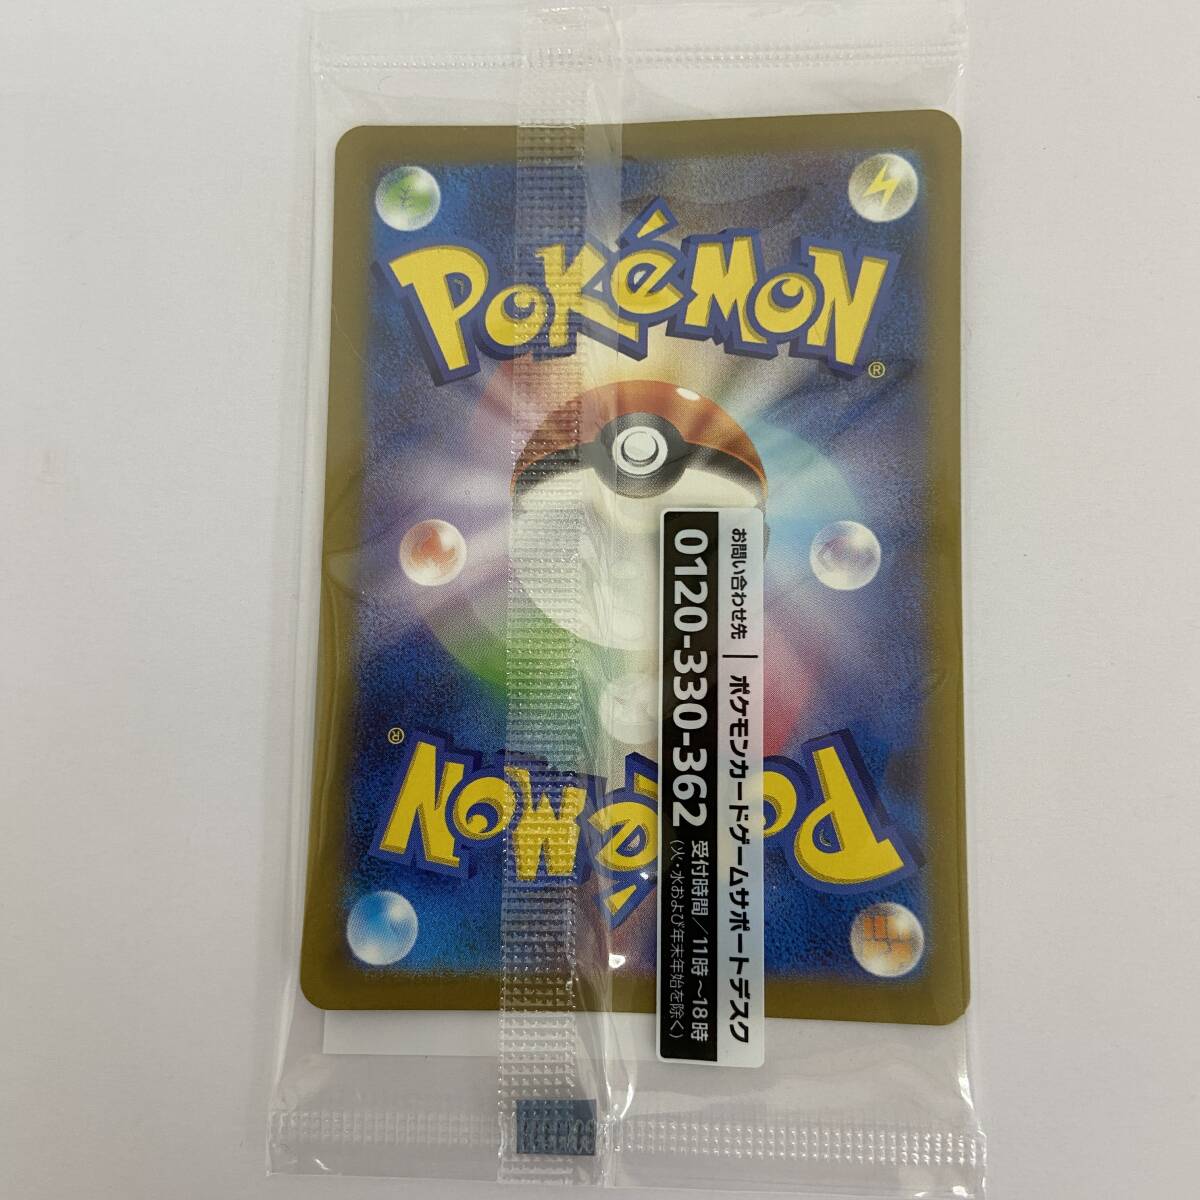 POKéMON
®
お問い合わせ先 | ポケモンカードゲームサポートデスク
0120-330-362 受付時間/11時~18時
(火・水および年末年始を除く)
POKéMON
®